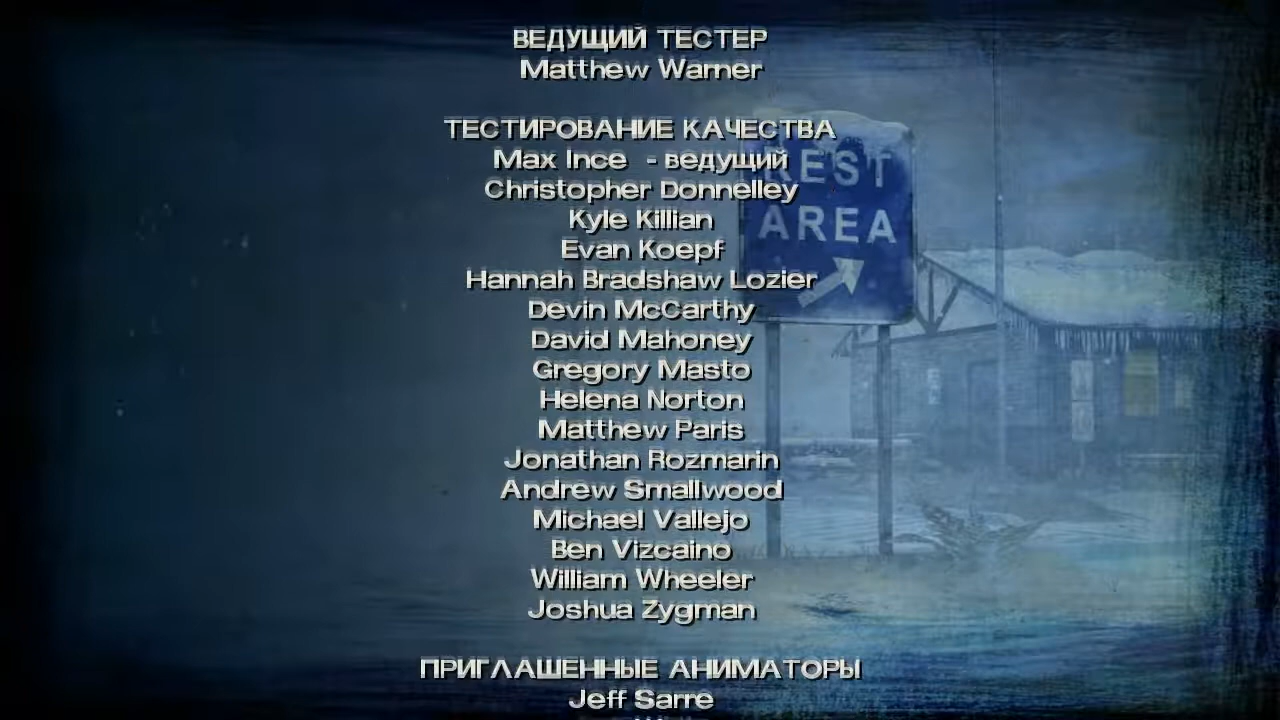 ВЕДУЩИЙ ТЕСТЕР
Matthew Warner
ТЕСТИРОВАНИЕ КАЧЕСТВА
Max Ince - ведущий
Christopher Donnelley
Kyle Killian
Evan Koepf
Hannah Bradshaw Lozier
Devin McCarthy
David Mahoney
Gregory Masto
Helena Norton
Matthew Paris
Jonathan Rozmarin
Andrew Smallwood
Michael Vallejo
Ben Vizcaino
William Wheeler
Joshua Zygman
ПРИГЛАШЕННЫЕ АНИМАТОРЫ
Jeff Sarre
REST
AREA